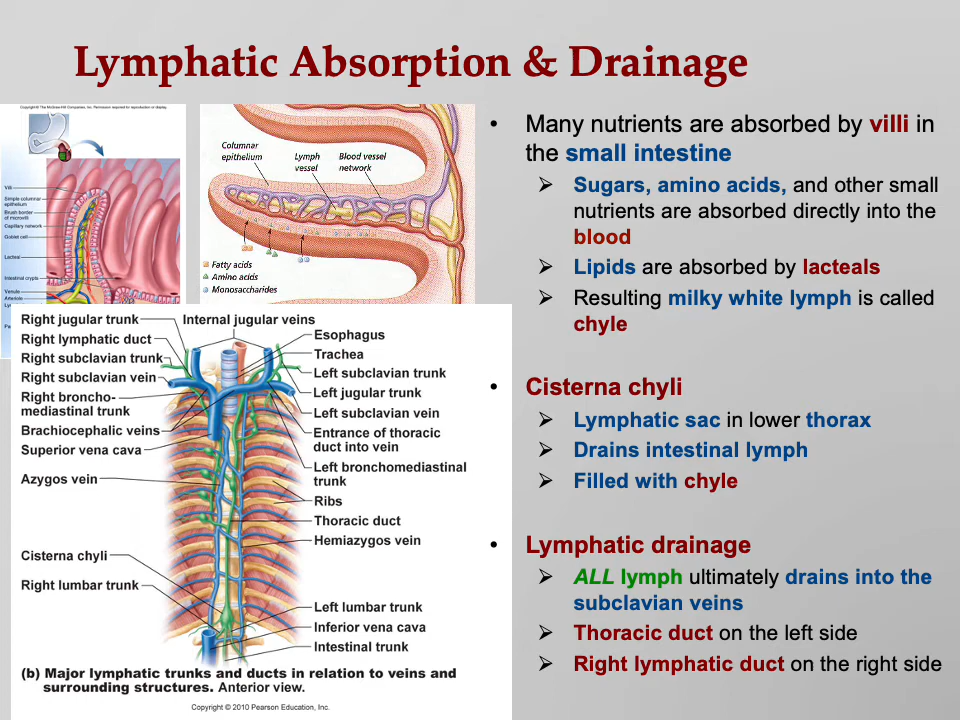 Lymphatic Absorption & Drainage
Copyright © The McGraw-Hill Companies, Inc. Permission required for reproduction or display.
Villi
Simple columnar
epithelium
Brush border
of microvilli
Capillary network
Goblet cell
Lacteal
Intestinal crypts
Venule
Arteriole
Columnar
epithelium
Lymph
vessel
Blood vessel
network
Fatty acids
Amino acids
Monosaccharides
Right jugular trunk
Right lymphatic duct
Right subclavian trunk
Right subclavian vein
Right broncho-
mediastinal trunk
Brachiocephalic veins
Superior vena cava
Azygos vein
Cisterna chyli
Right lumbar trunk
Internal jugular veins
Esophagus
Trachea
Left subclavian trunk
Left jugular trunk
Left subclavian vein
Entrance of thoracic
duct into vein
Left bronchomediastinal
trunk
Ribs
Thoracic duct
Hemiazygos vein
Left lumbar trunk
Inferior vena cava
Intestinal trunk
(b) Major lymphatic trunks and ducts in relation to veins and
surrounding structures. Anterior view.
Copyright © 2010 Pearson Education, Inc.
• Many nutrients are absorbed by villi in
the small intestine
➢ Sugars, amino acids, and other small
nutrients are absorbed directly into the
blood
➢ Lipids are absorbed by lacteals
➢ Resulting milky white lymph is called
chyle
• Cisterna chyli
➢ Lymphatic sac in lower thorax
➢ Drains intestinal lymph
➢ Filled with chyle
• Lymphatic drainage
➢ ALL lymph ultimately drains into the
subclavian veins
➢ Thoracic duct on the left side
➢ Right lymphatic duct on the right side